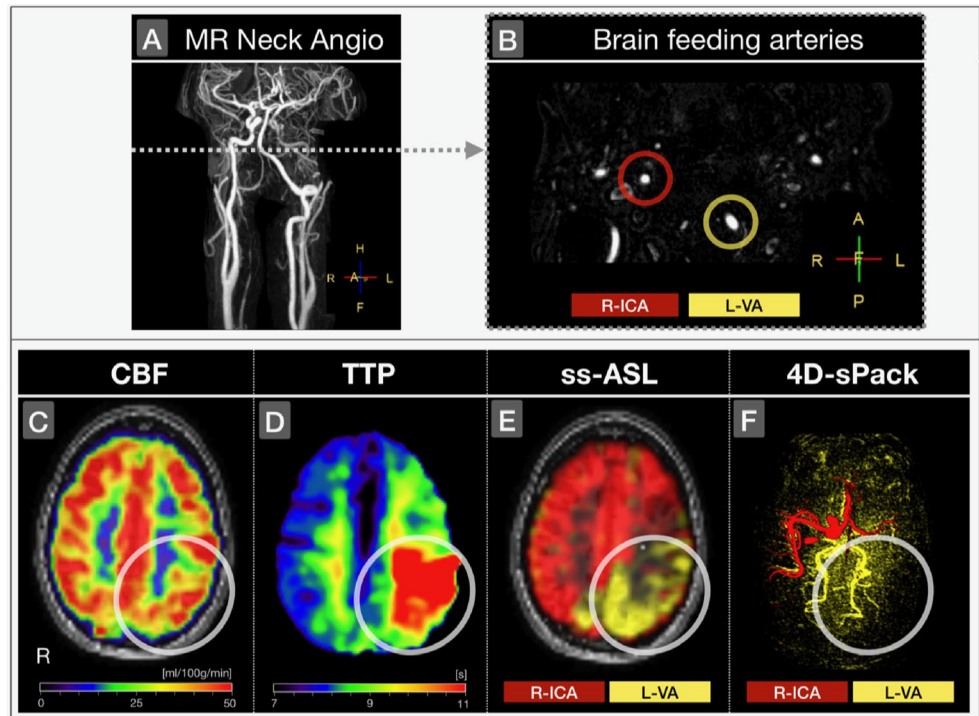 A MR Neck Angio
B Brain feeding arteries
H
R A L
F
A
R F L
P
R-ICA L-VA
CBF TTP ss-ASL 4D-sPack
C D E F
R
[ml/100g/min] [s]
0 25 50 7 9 11
R-ICA L-VA R-ICA L-VA